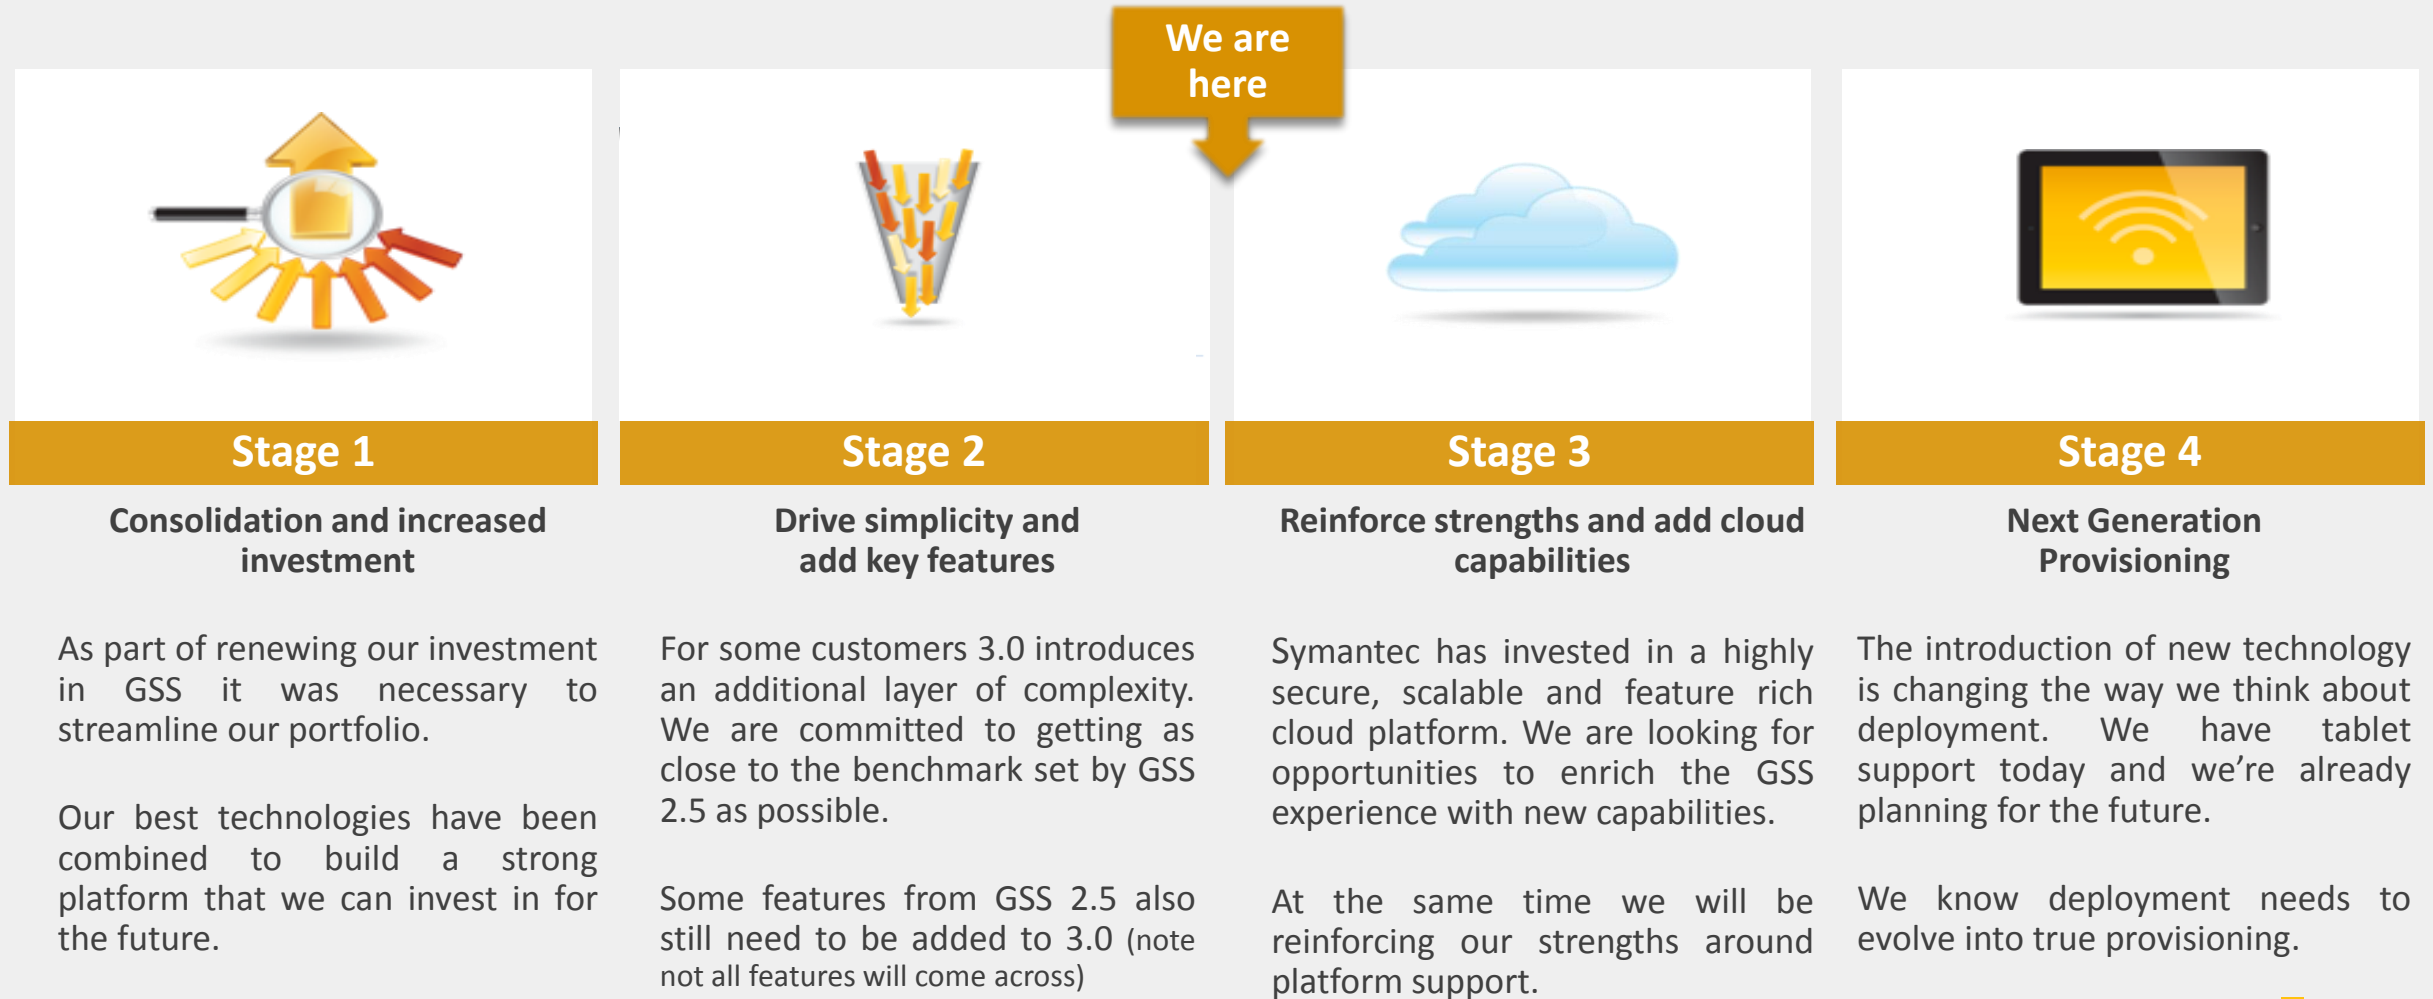 We are
here
Stage 1
Consolidation and increased
investment
As part of renewing our investment
in GSS it was necessary to
streamline our portfolio.
Our best technologies have been
combined to build a strong
platform that we can invest in for
the future.
Stage 2
Drive simplicity and
add key features
For some customers 3.0 introduces
an additional layer of complexity.
We are committed to getting as
close to the benchmark set by GSS
2.5 as possible.
Some features from GSS 2.5 also
still need to be added to 3.0 (note
not all features will come across)
Stage 3
Reinforce strengths and add cloud
capabilities
Symantec has invested in a highly
secure, scalable and feature rich
cloud platform. We are looking for
opportunities to enrich the GSS
experience with new capabilities.
At the same time we will be
reinforcing our strengths around
platform support.
Stage 4
Next Generation
Provisioning
The introduction of new technology
is changing the way we think about
deployment. We have tablet
support today and we’re already
planning for the future.
We know deployment needs to
evolve into true provisioning.